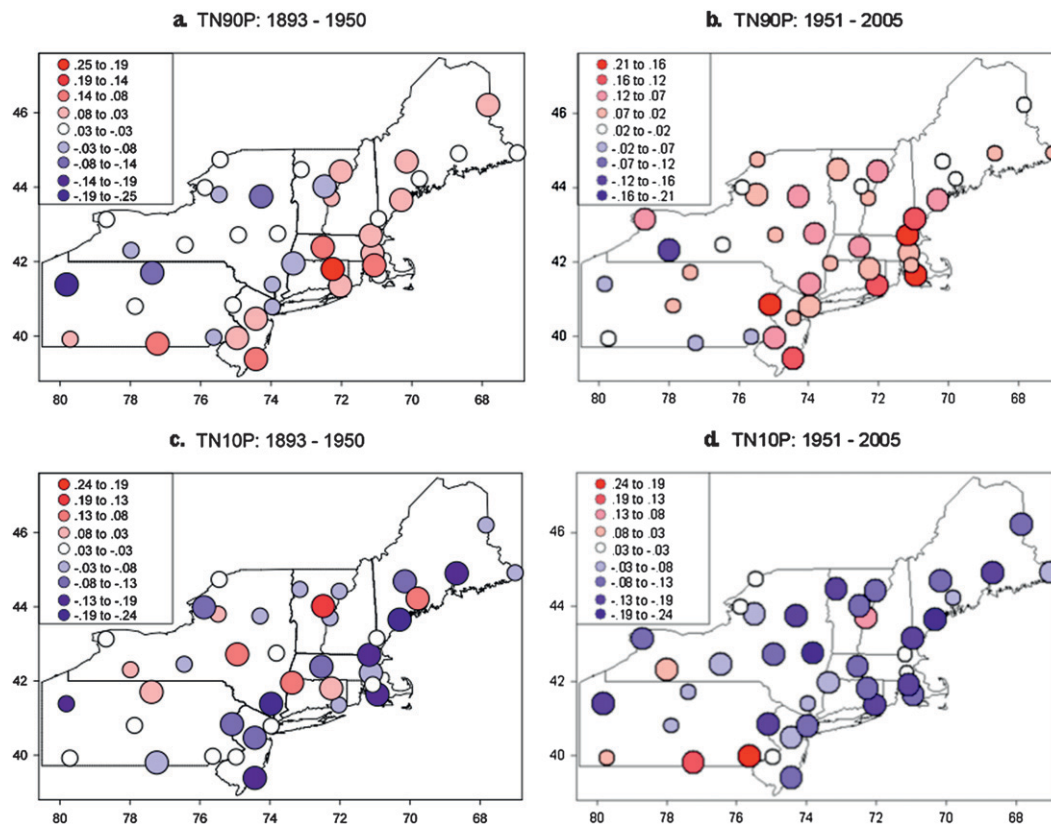 a. TN90P: 1893 - 1950
b. TN90P: 1951 - 2005
.25 to .19
.19 to .14
.14 to .08
.08 to .03
.03 to -.03
-.03 to -.08
-.08 to -.14
-.14 to -.19
-.19 to -.25
46
44
42
40
80 78 76 74 72 70 68
.21 to .16
.16 to .12
.12 to .07
.07 to .02
.02 to -.02
-.02 to -.07
-.07 to -.12
-.12 to -.16
-.16 to -.21
46
44
42
40
80 78 76 74 72 70 68
c. TN10P: 1893 - 1950
d. TN10P: 1951 - 2005
.24 to .19
.19 to .13
.13 to .08
.08 to .03
.03 to -.03
-.03 to -.08
-.08 to -.13
-.13 to -.19
-.19 to -.24
46
44
42
40
80 78 76 74 72 70 68
.24 to .19
.19 to .13
.13 to .08
.08 to .03
.03 to -.03
-.03 to -.08
-.08 to -.13
-.13 to -.19
-.19 to -.24
46
44
42
40
80 78 76 74 72 70 68